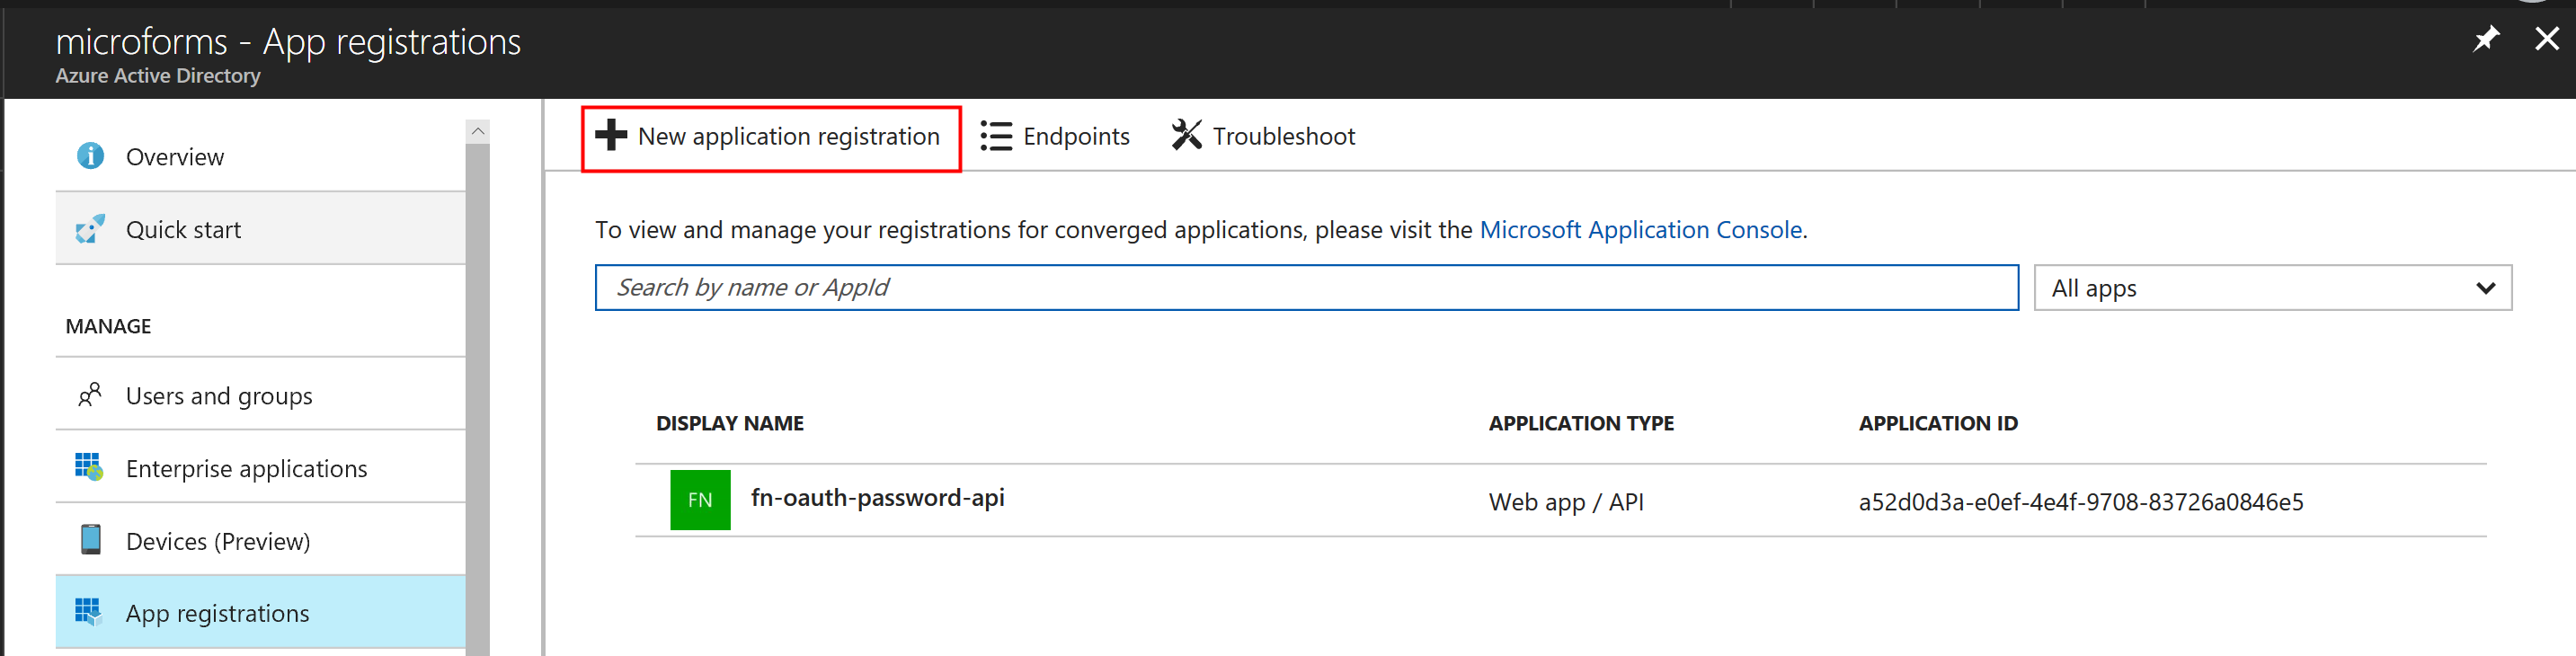 microforms - App registrations
Azure Active Directory
Overview
Quick start
MANAGE
Users and groups
Enterprise applications
Devices (Preview)
App registrations
New application registration
Endpoints
Troubleshoot
To view and manage your registrations for converged applications, please visit the Microsoft Application Console.
Search by name or AppId
All apps
DISPLAY NAME APPLICATION TYPE APPLICATION ID
FN fn-oauth-password-api Web app / API a52d0d3a-e0ef-4e4f-9708-83726a0846e5